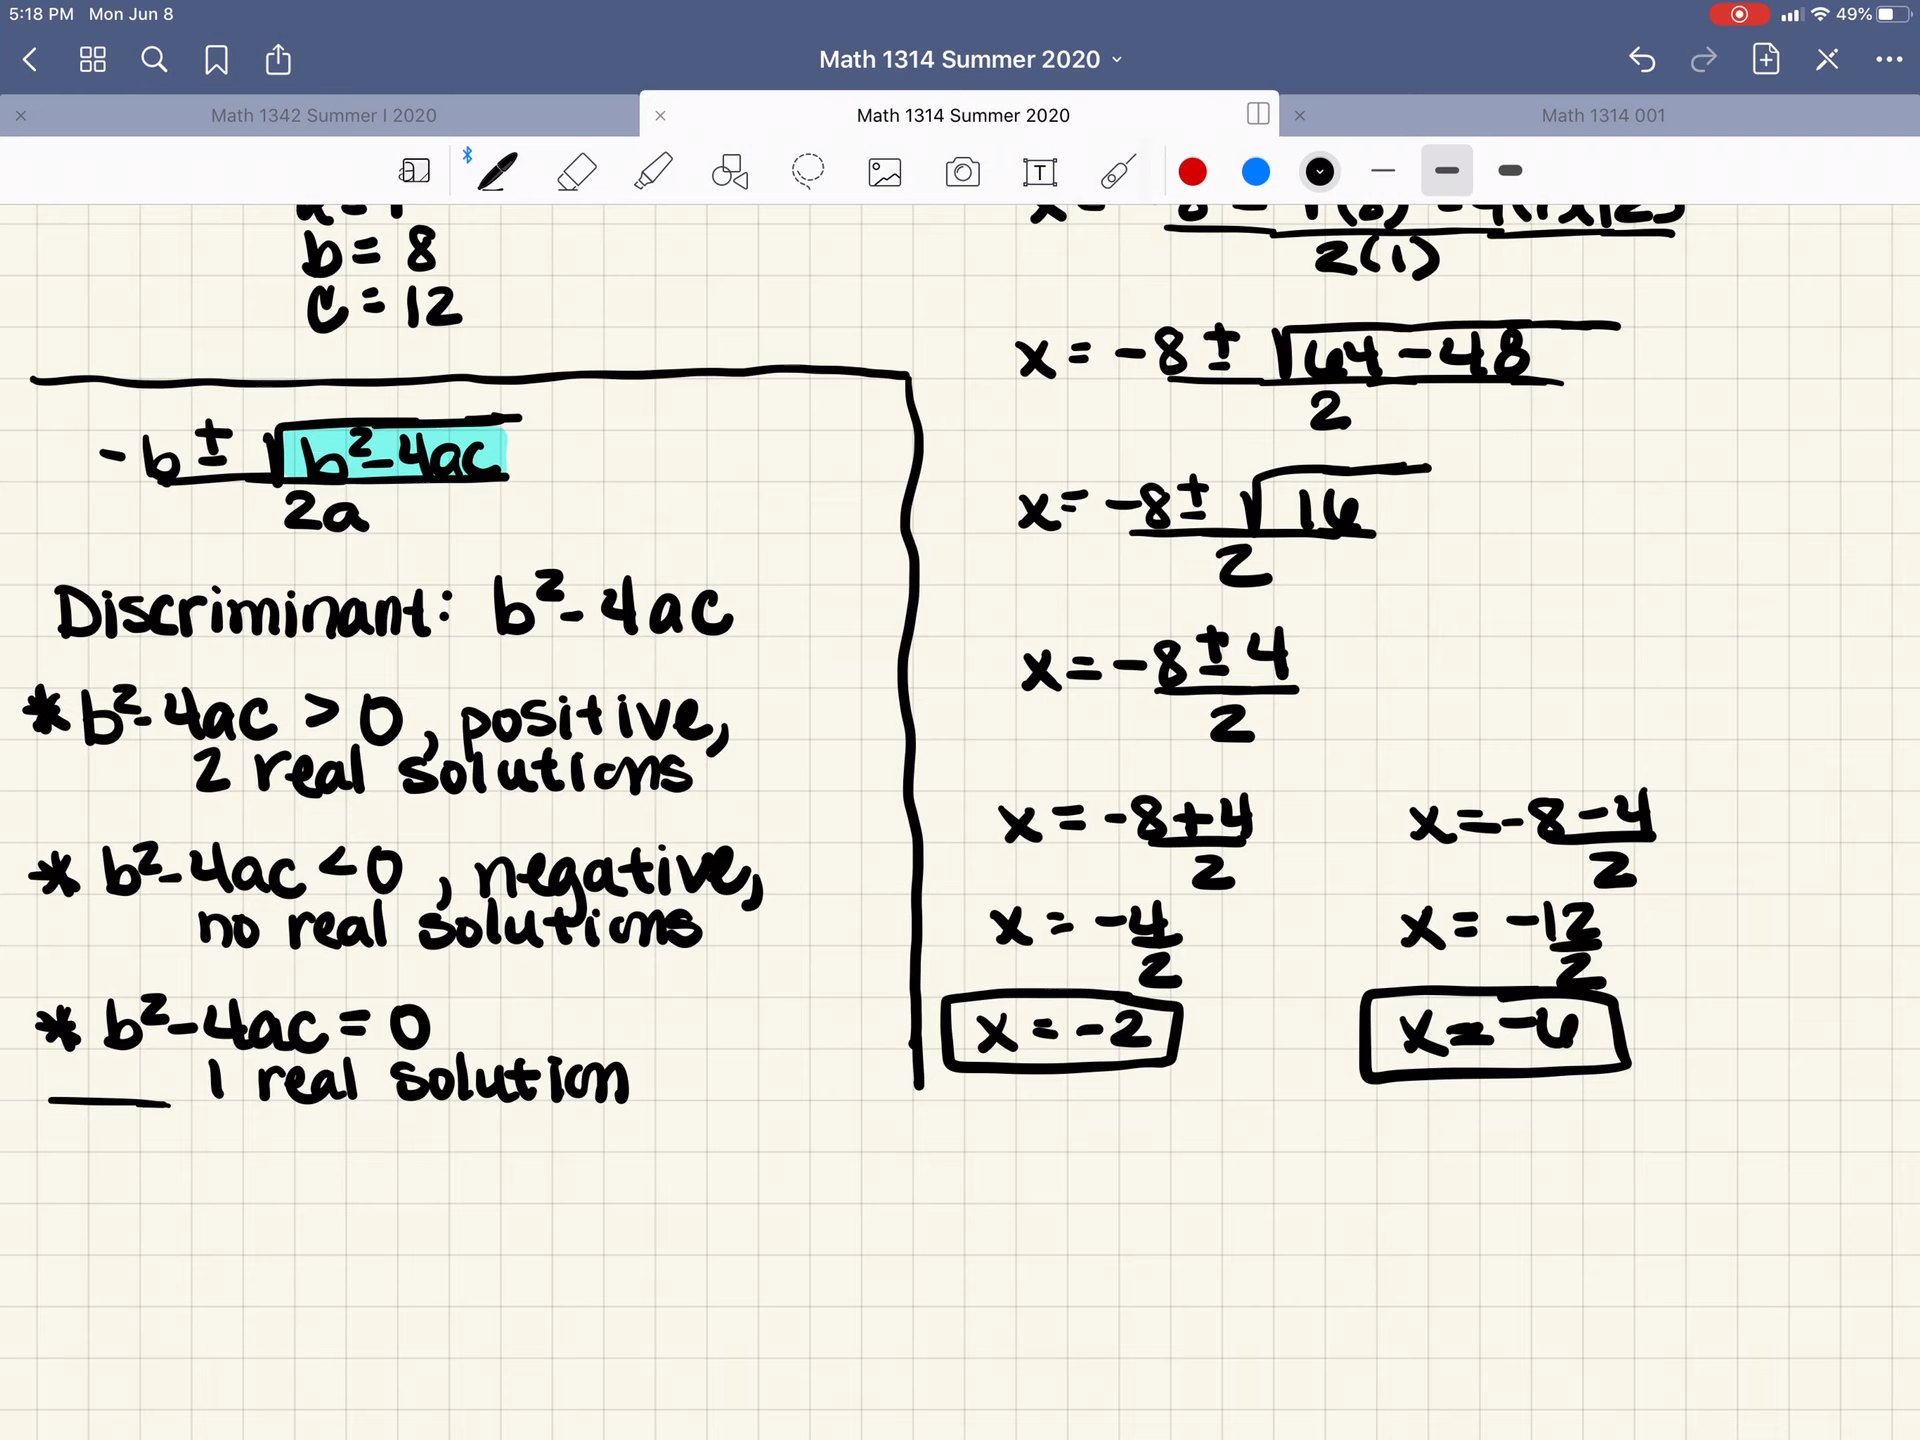 5:18 PM Mon Jun 8
49%
Math 1314 Summer 2020
Math 1342 Summer I 2020
Math 1314 Summer 2020
Math 1314 001
T
b = 8
c = 12
-b ± √b²-4ac
2a
Discriminant: b²-4ac
* b²-4ac > 0, positive,
2 real solutions
* b²-4ac < 0, negative,
no real solutions
* b²-4ac = 0
1 real solution
2(1)
x = -8 ± √64-48
2
x = -8 ± √16
2
x = -8 ± 4
2
x = -8+4
2
x = -4
2
x = -2
x = -8-4
2
x = -12
2
x = -6